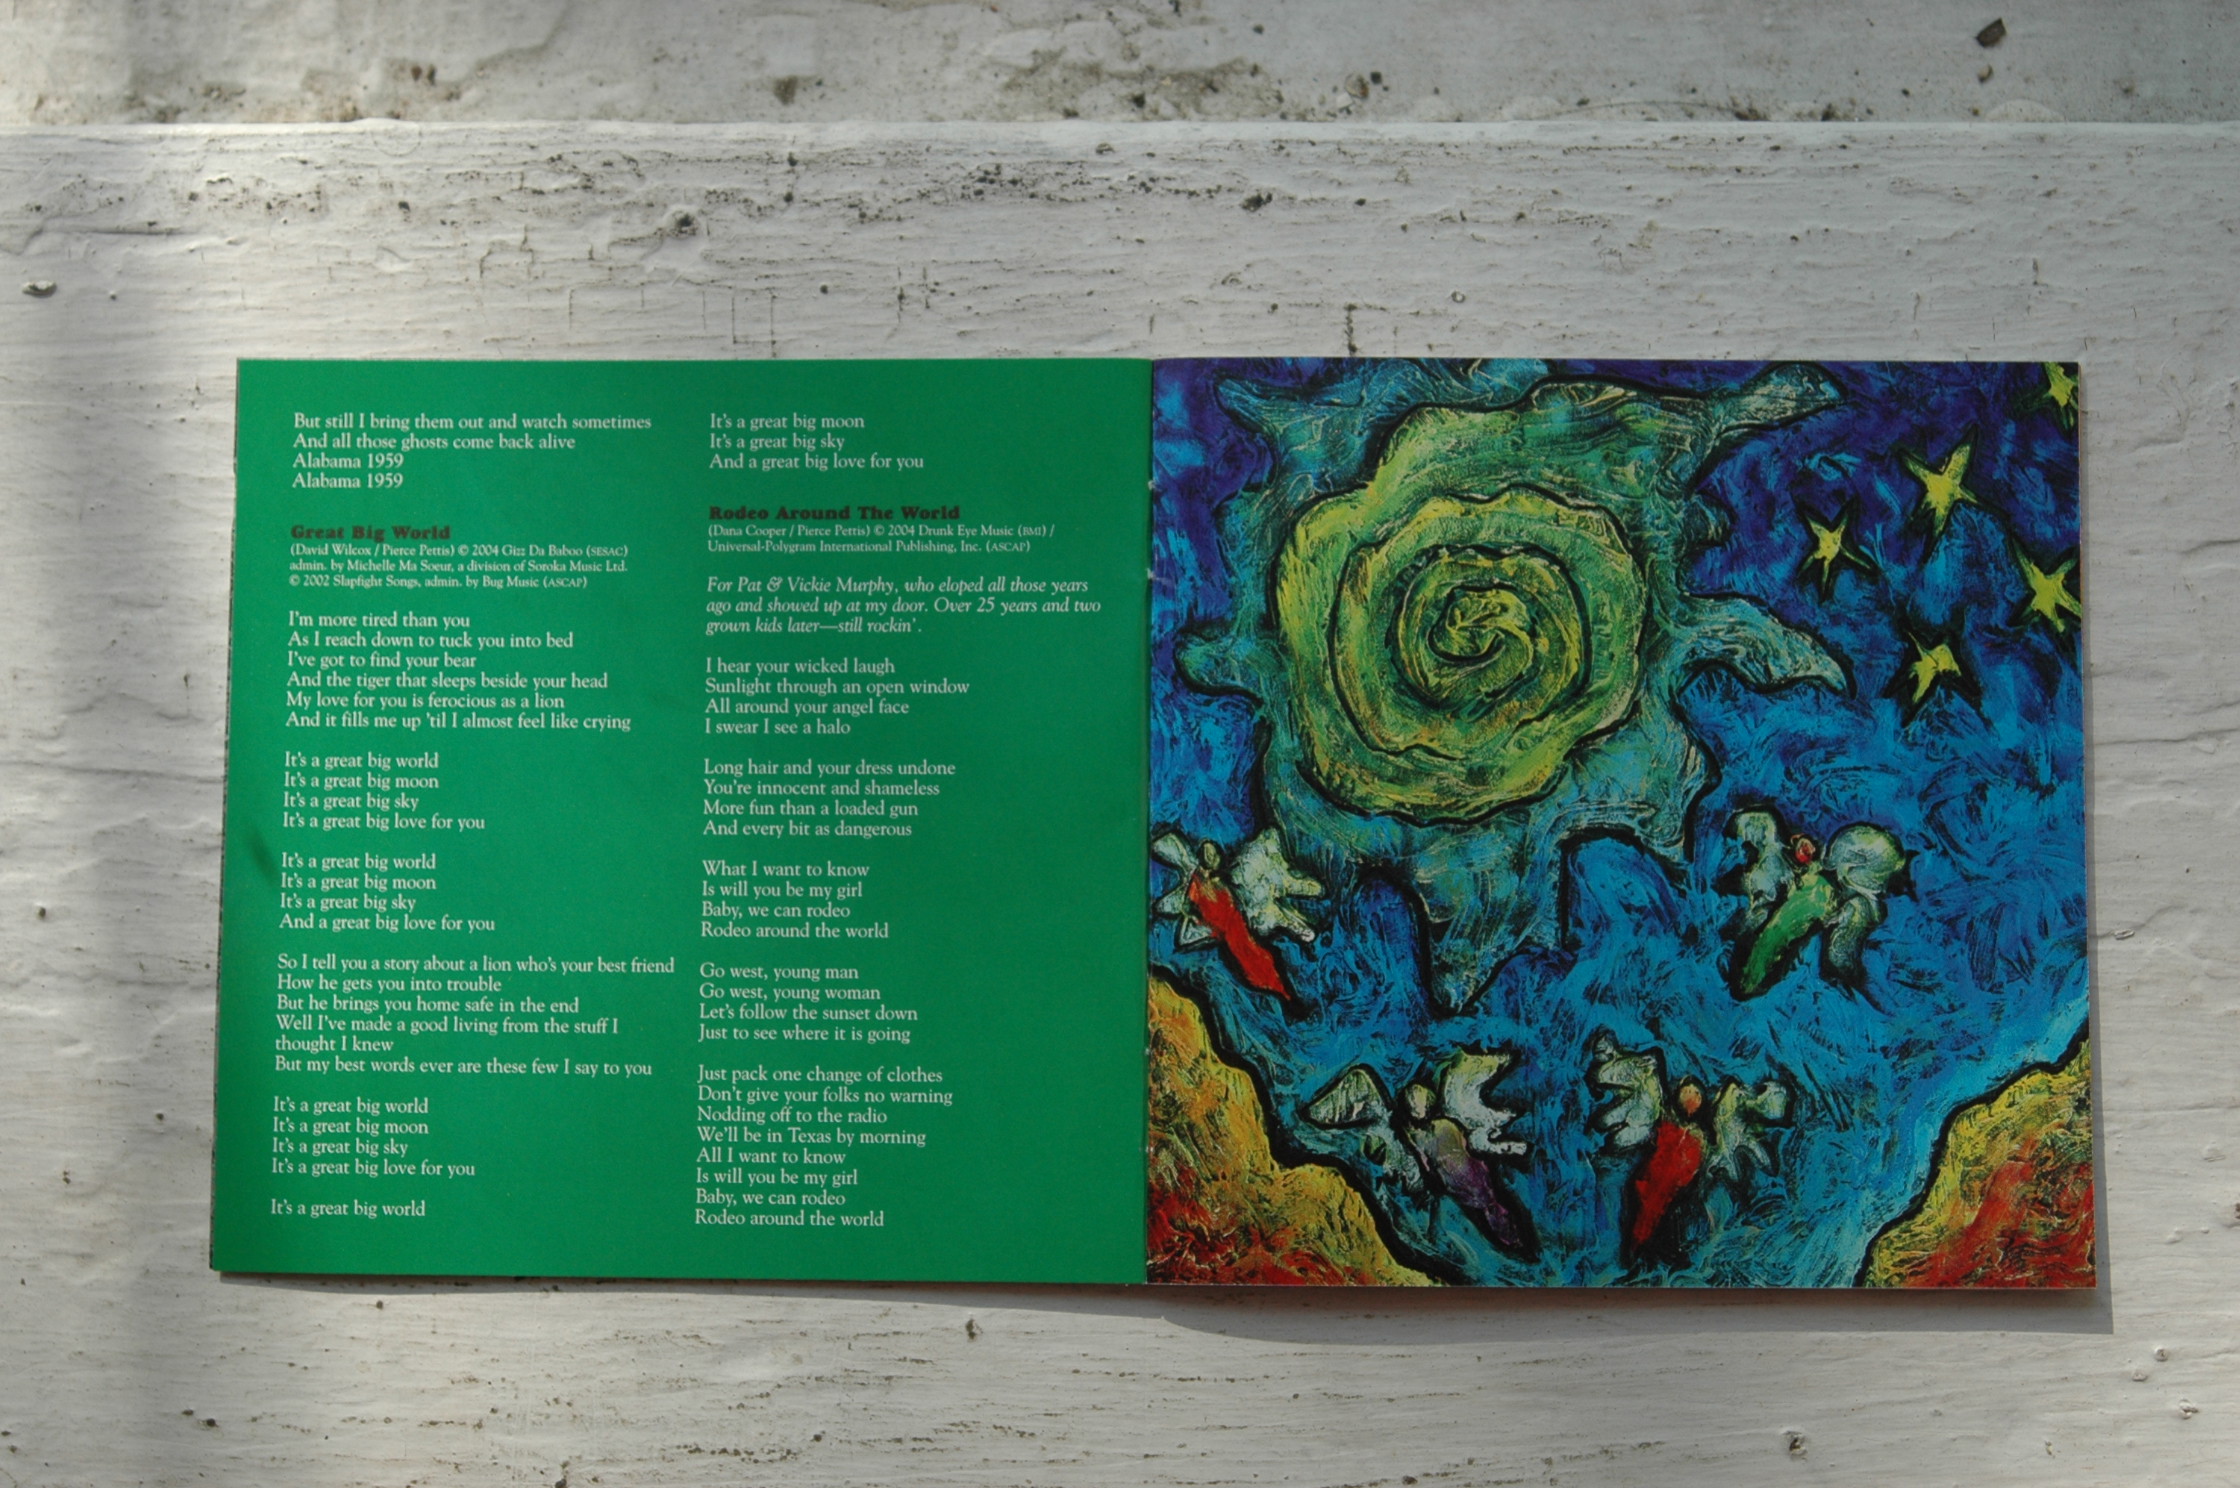 But still I bring them out and watch sometimes
And all those ghosts come back alive
Alabama 1959
Alabama 1959
Great Big World
(David Wilcox / Pierce Pettis) © 2004 Gizz Da Baboo (SESAC)
admin. by Michelle Ma Soeur, a division of Soroka Music Ltd.
© 2002 Slapfight Songs, admin. by Bug Music (ASCAP)
I'm more tired than you
As I reach down to tuck you into bed
I've got to find your bear
And the tiger that sleeps beside your head
My love for you is ferocious as a lion
And it fills me up 'til I almost feel like crying
It's a great big world
It's a great big moon
It's a great big sky
It's a great big love for you
It's a great big world
It's a great big moon
It's a great big sky
And a great big love for you
So I tell you a story about a lion who's your best friend
How he gets you into trouble
But he brings you home safe in the end
Well I've made a good living from the stuff I
thought I knew
But my best words ever are these few I say to you
It's a great big world
It's a great big moon
It's a great big sky
It's a great big love for you
It's a great big world
It's a great big moon
It's a great big sky
And a great big love for you
Rodeo Around The World
(Dana Cooper / Pierce Pettis) © 2004 Drunk Eye Music (BMI) /
Universal-Polygram International Publishing, Inc. (ASCAP)
For Pat & Vickie Murphy, who eloped all those years
ago and showed up at my door. Over 25 years and two
grown kids later—still rockin'.
I hear your wicked laugh
Sunlight through an open window
All around your angel face
I swear I see a halo
Long hair and your dress undone
You're innocent and shameless
More fun than a loaded gun
And every bit as dangerous
What I want to know
Is will you be my girl
Baby, we can rodeo
Rodeo around the world
Go west, young man
Go west, young woman
Let's follow the sunset down
Just to see where it is going
Just pack one change of clothes
Don't give your folks no warning
Nodding off to the radio
We'll be in Texas by morning
All I want to know
Is will you be my girl
Baby, we can rodeo
Rodeo around the world